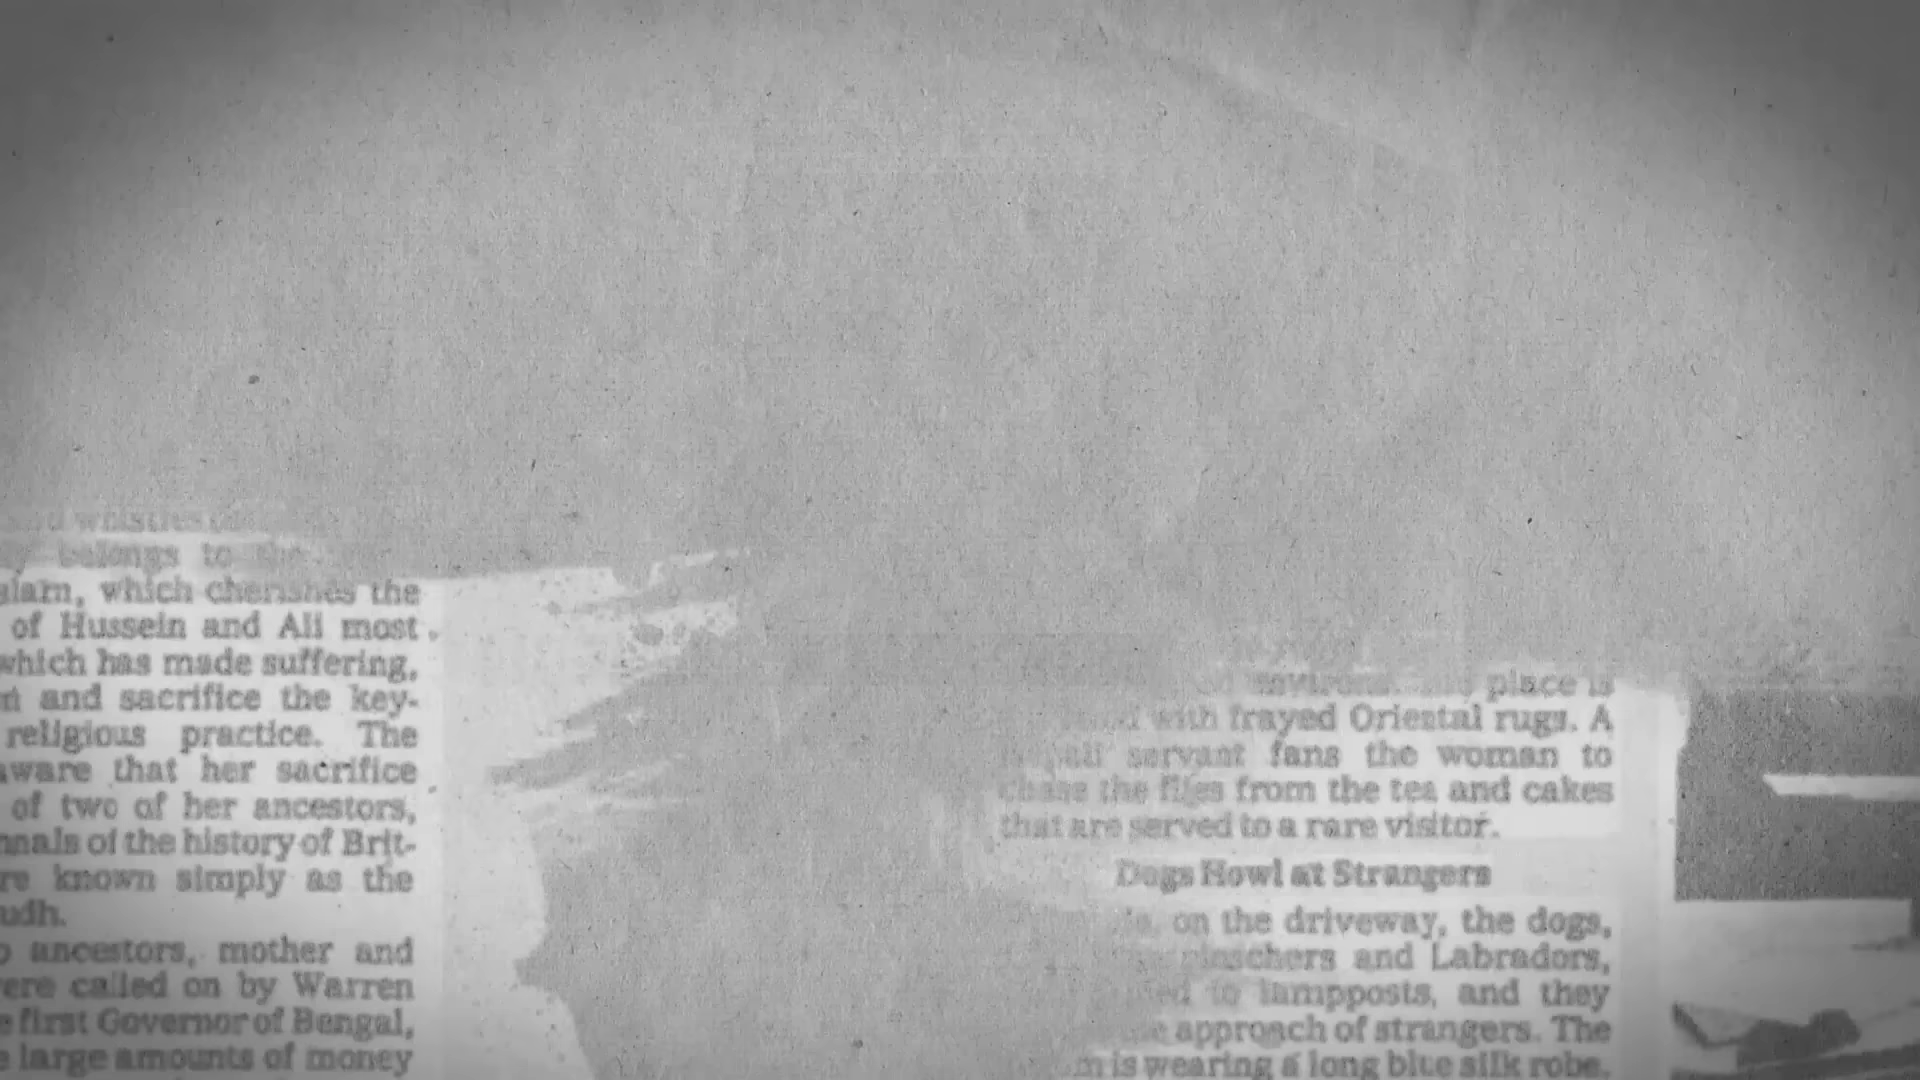 belongs to the
which cherishes the
of Hussein and Ali most
which has made suffering,
and sacrifice the key-
religious practice. The
that her sacrifice
of two of her ancestors,
of the history of Brit-
known simply as the
ancestors, mother and
called on by Warren
first Governor of Bengal,
large amounts of money
environs. place is
with frayed Oriental rugs. A
servant fans the woman to
chase the flies from the tea and cakes
that are served to a rare visitor.
Dogs Howl at Strangers
on the driveway, the dogs,
and Labradors,
to lampposts, and they
approach of strangers. The
is wearing a long blue silk robe.